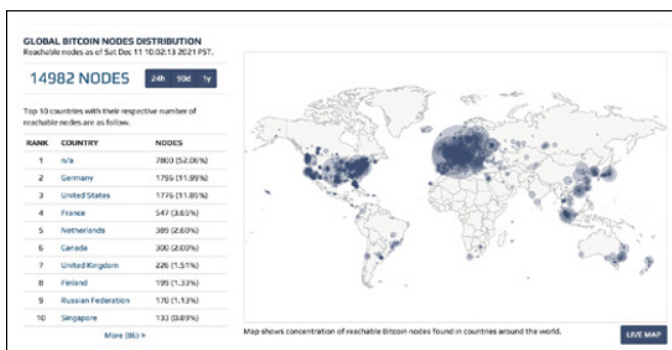 GLOBAL BITCOIN NODES DISTRIBUTION
Reachable nodes as of Sat Dec 11 10:02:13 2021 PST.
14982 NODES
24h 90d 1y
Top 10 countries with their respective number of
reachable nodes are as follow.
RANK COUNTRY NODES
1 n/a 7800 (52.06%)
2 Germany 1796 (11.99%)
3 United States 1776 (11.85%)
4 France 547 (3.65%)
5 Netherlands 389 (2.60%)
6 Canada 300 (2.00%)
7 United Kingdom 226 (1.51%)
8 Finland 199 (1.33%)
9 Russian Federation 170 (1.13%)
10 Singapore 133 (0.89%)
More (86) »
Map shows concentration of reachable Bitcoin nodes found in countries around the world.
LIVE MAP